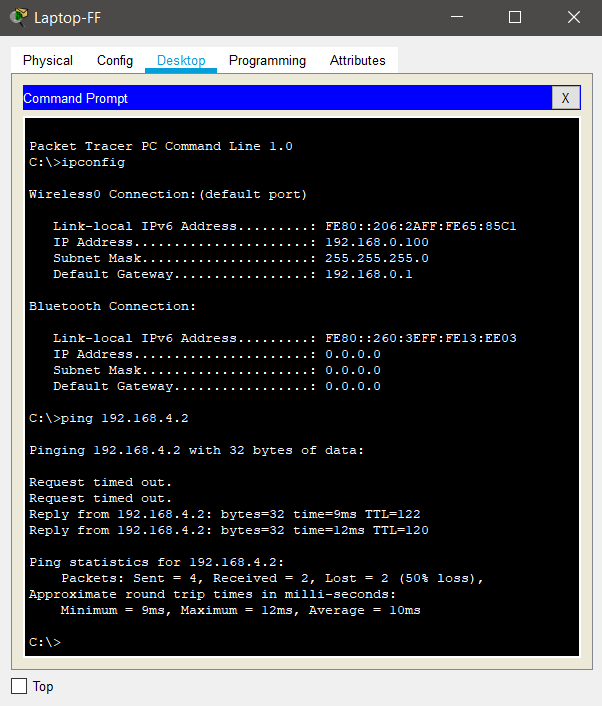 Laptop-FF
Physical Config Desktop Programming Attributes
Command Prompt X
Packet Tracer PC Command Line 1.0
C:\>ipconfig
Wireless0 Connection:(default port)
Link-local IPv6 Address.........: FE80::206:2AFF:FE65:85C1
IP Address......................: 192.168.0.100
Subnet Mask.....................: 255.255.255.0
Default Gateway.................: 192.168.0.1
Bluetooth Connection:
Link-local IPv6 Address.........: FE80::260:3EFF:FE13:EE03
IP Address......................: 0.0.0.0
Subnet Mask.....................: 0.0.0.0
Default Gateway.................: 0.0.0.0
C:\>ping 192.168.4.2
Pinging 192.168.4.2 with 32 bytes of data:
Request timed out.
Request timed out.
Reply from 192.168.4.2: bytes=32 time=9ms TTL=122
Reply from 192.168.4.2: bytes=32 time=12ms TTL=120
Ping statistics for 192.168.4.2:
Packets: Sent = 4, Received = 2, Lost = 2 (50% loss),
Approximate round trip times in milli-seconds:
Minimum = 9ms, Maximum = 12ms, Average = 10ms
C:\>
Top